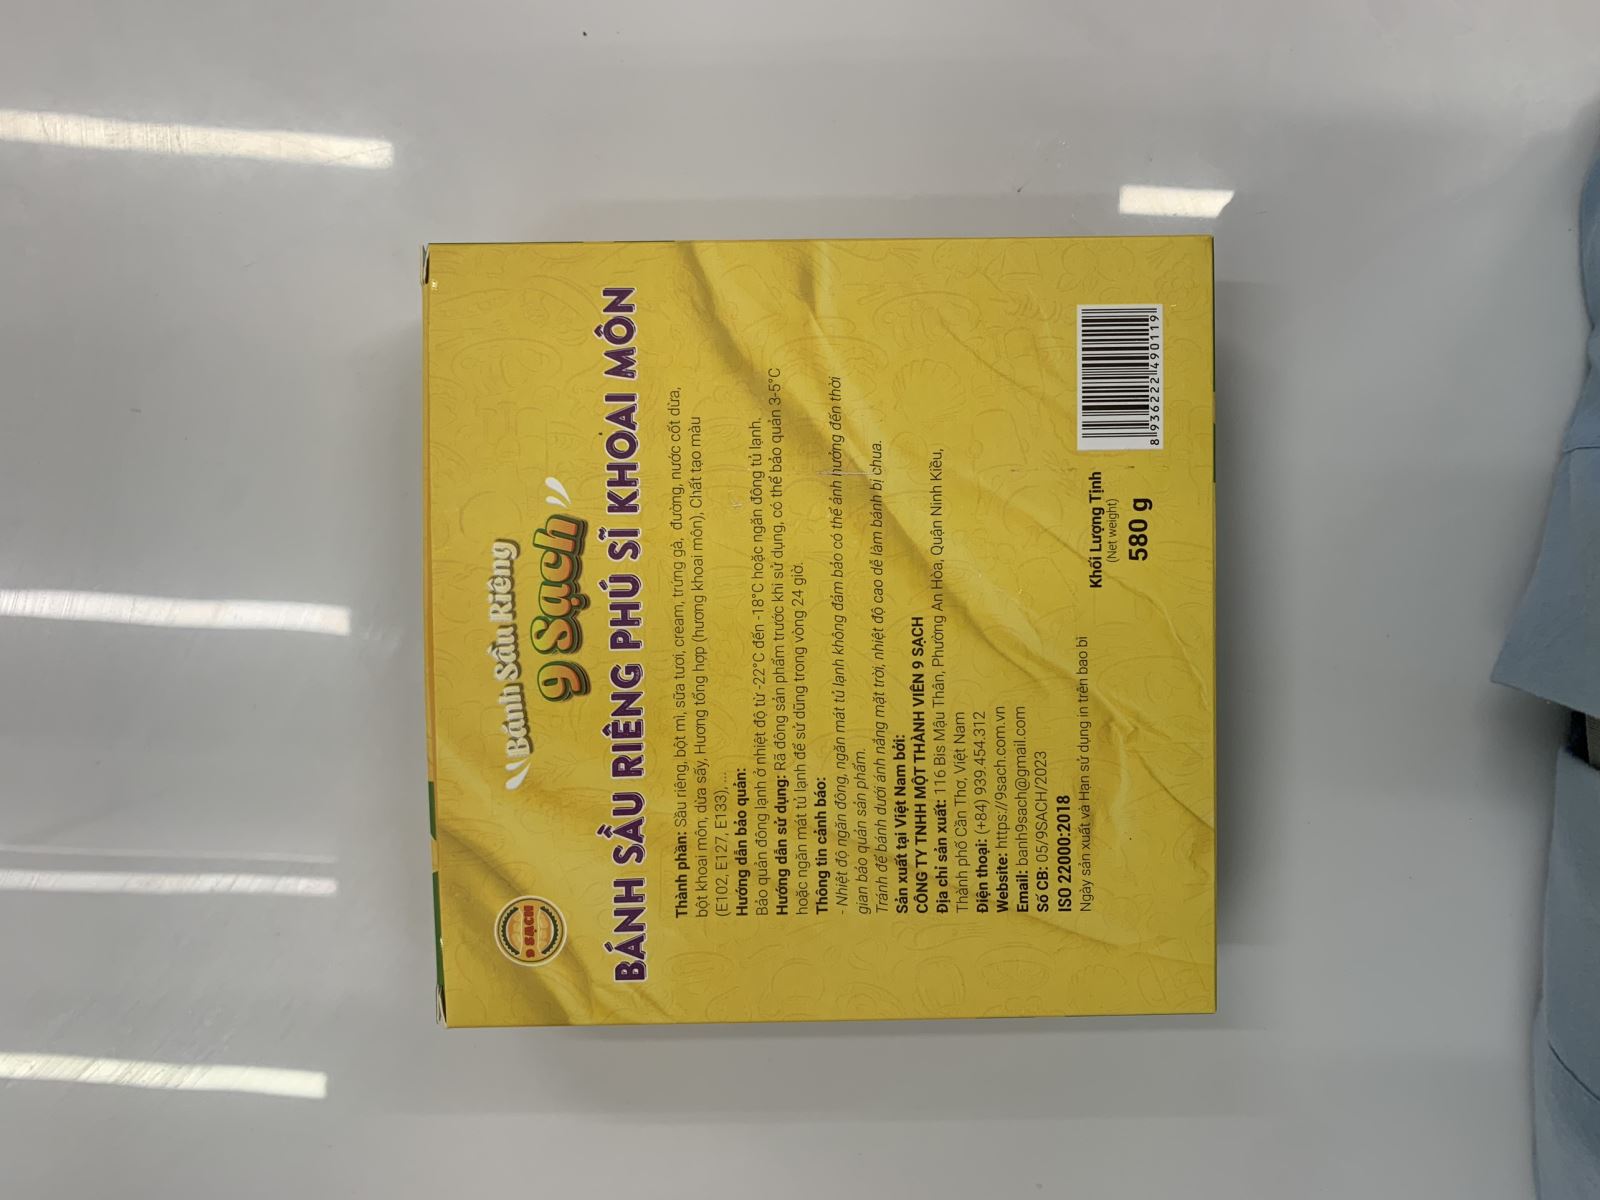 9 SẠCH
Bánh Sầu Riêng
9 Sạch
BÁNH SẦU RIÊNG PHÚ SĨ KHOAI MÔN
Thành phần: Sầu riêng, bột mì, sữa tươi, cream, trứng gà, đường, nước cốt dừa,
bột khoai môn, dừa sấy, Hương tổng hợp (hương khoai môn), Chất tạo màu
(E102, E127, E133),...
Hướng dẫn bảo quản:
Bảo quản đông lạnh ở nhiệt độ từ -22°C đến -18°C hoặc ngăn đông tủ lạnh.
Hướng dẫn sử dụng: Rã đông sản phẩm trước khi sử dụng, có thể bảo quản 3-5°C
hoặc ngăn mát tủ lạnh để sử dũng trong vòng 24 giờ.
Thông tin cảnh báo:
- Nhiệt độ ngăn đông, ngăn mát tủ lạnh không đảm bảo có thể ảnh hưởng đến thời
gian bảo quản sản phẩm.
Tránh để bánh dưới ánh nắng mặt trời, nhiệt độ cao dễ làm bánh bị chua.
Sản xuất tại Việt Nam bởi:
CÔNG TY TNHH MỘT THÀNH VIÊN 9 SẠCH
Địa chỉ sản xuất: 116 Bis Mậu Thân, Phường An Hòa, Quận Ninh Kiều,
Thành phố Cần Thơ, Việt Nam
Điện thoại: (+84) 939.454.312
Website: https://9sach.com.vn
Email: banh9sach@gmail.com
Số CB: 05/9SACH/2023
ISO 22000:2018
Ngày sản xuất và Hạn sử dụng in trên bao bì
Khối Lượng Tịnh
(Net weight)
580 g
8 936222 490119